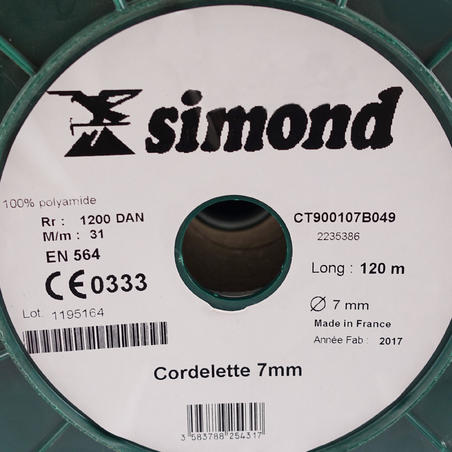 simond
100% polyamide
Rr : 1200 DAN
M/m : 31
EN 564
CE 0333
Lot. 1195164
CT900107B049
2235386
Long : 120 m
Ø 7 mm
Made in France
Année Fab : 2017
Cordelette 7mm
3 583788 254317